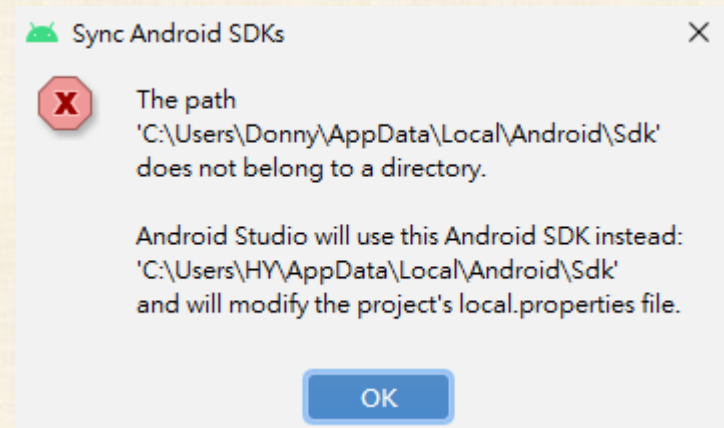 Sync Android SDKs
The path
'C:\Users\Donny\AppData\Local\Android\Sdk'
does not belong to a directory.
Android Studio will use this Android SDK instead:
'C:\Users\HY\AppData\Local\Android\Sdk'
and will modify the project's local.properties file.
OK